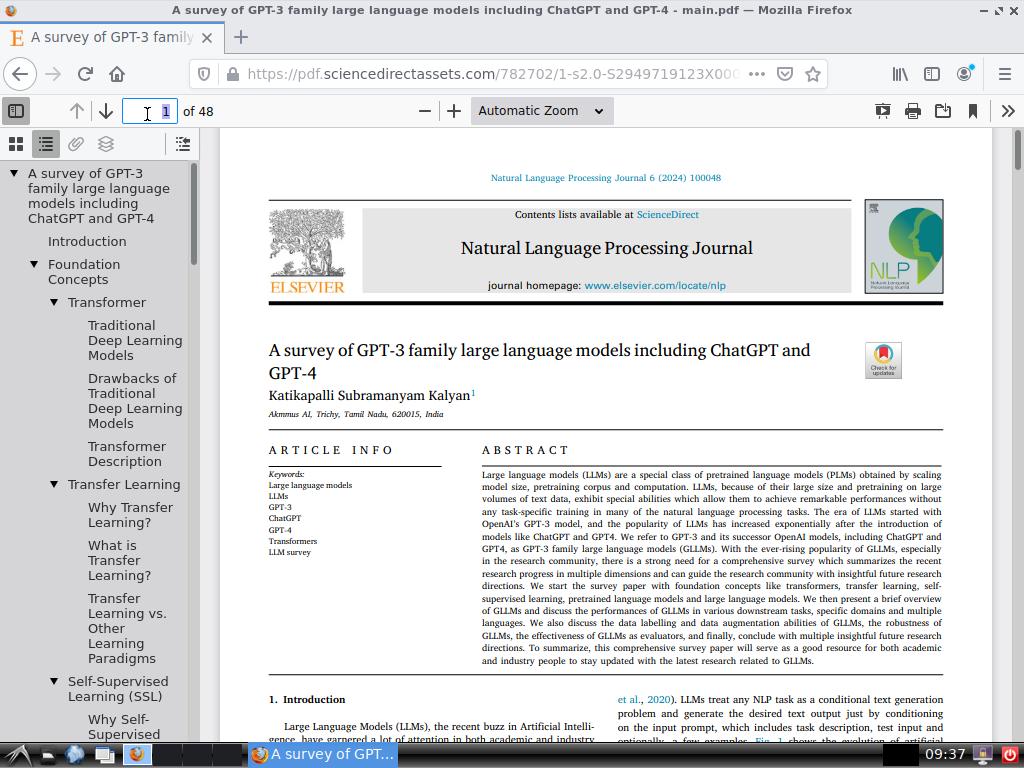 A survey of GPT-3 family large language models including ChatGPT and GPT-4 - main.pdf — Mozilla Firefox
A survey of GPT-3 family
https://pdf.sciencedirectassets.com/782702/1-s2.0-S2949719123X000
1 of 48
Automatic Zoom
A survey of GPT-3
family large language
models including
ChatGPT and GPT-4
Introduction
Foundation
Concepts
Transformer
Traditional
Deep Learning
Models
Drawbacks of
Traditional
Deep Learning
Models
Transformer
Description
Transfer Learning
Why Transfer
Learning?
What is
Transfer
Learning?
Transfer
Learning vs.
Other
Learning
Paradigms
Self-Supervised
Learning (SSL)
Why Self-
Supervised
Natural Language Processing Journal 6 (2024) 100048
Contents lists available at ScienceDirect
Natural Language Processing Journal
journal homepage: www.elsevier.com/locate/nlp
ELSEVIER
NLP
A survey of GPT-3 family large language models including ChatGPT and
GPT-4
Check for
updates
Katikapalli Subramanyam Kalyan1
Akmmus AI, Trichy, Tamil Nadu, 620015, India
ARTICLE INFO
Keywords:
Large language models
LLMs
GPT-3
ChatGPT
GPT-4
Transformers
LLM survey
ABSTRACT
Large language models (LLMs) are a special class of pretrained language models (PLMs) obtained by scaling
model size, pretraining corpus and computation. LLMs, because of their large size and pretraining on large
volumes of text data, exhibit special abilities which allow them to achieve remarkable performances without
any task-specific training in many of the natural language processing tasks. The era of LLMs started with
OpenAI's GPT-3 model, and the popularity of LLMs has increased exponentially after the introduction of
models like ChatGPT and GPT4. We refer to GPT-3 and its successor OpenAI models, including ChatGPT and
GPT4, as GPT-3 family large language models (GLLMs). With the ever-rising popularity of GLLMs, especially
in the research community, there is a strong need for a comprehensive survey which summarizes the recent
research progress in multiple dimensions and can guide the research community with insightful future research
directions. We start the survey paper with foundation concepts like transformers, transfer learning, self-
supervised learning, pretrained language models and large language models. We then present a brief overview
of GLLMs and discuss the performances of GLLMs in various downstream tasks, specific domains and multiple
languages. We also discuss the data labelling and data augmentation abilities of GLLMs, the robustness of
GLLMs, the effectiveness of GLLMs as evaluators, and finally, conclude with multiple insightful future research
directions. To summarize, this comprehensive survey paper will serve as a good resource for both academic
and industry people to stay updated with the latest research related to GLLMs.
1. Introduction
Large Language Models (LLMs), the recent buzz in Artificial Intelli-
gence, have garnered a lot of attention in both academic and industry
et al., 2020). LLMs treat any NLP task as a conditional text generation
problem and generate the desired text output just by conditioning
on the input prompt, which includes task description, test input and
optionally, a few examples. Fig. 1 shows the evolution of artificial
A survey of GPT...
09:37